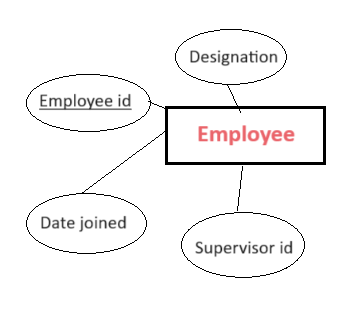 Designation
Employee id
Employee
Date joined
Supervisor id